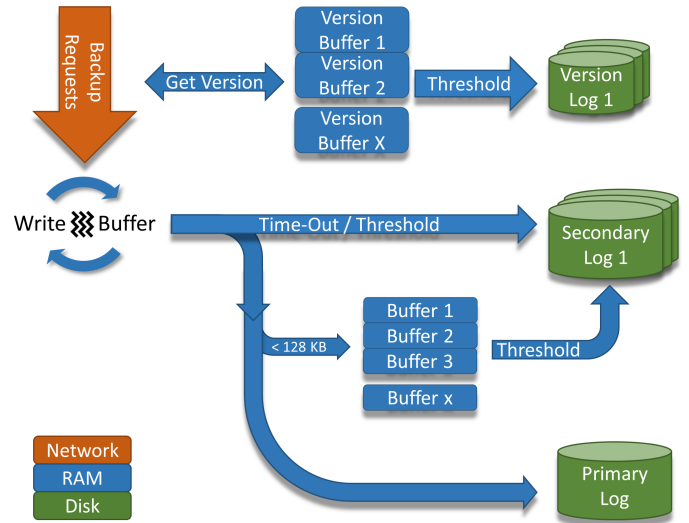 Backup
Requests
Get Version
Version
Buffer 1
Version
Buffer 2
Version
Buffer X
Threshold
Version
Log 1
Write
Buffer
Time-Out / Threshold
Secondary
Log 1
< 128 KB
Buffer 1
Buffer 2
Buffer 3
Buffer x
Threshold
Network
RAM
Disk
Primary
Log